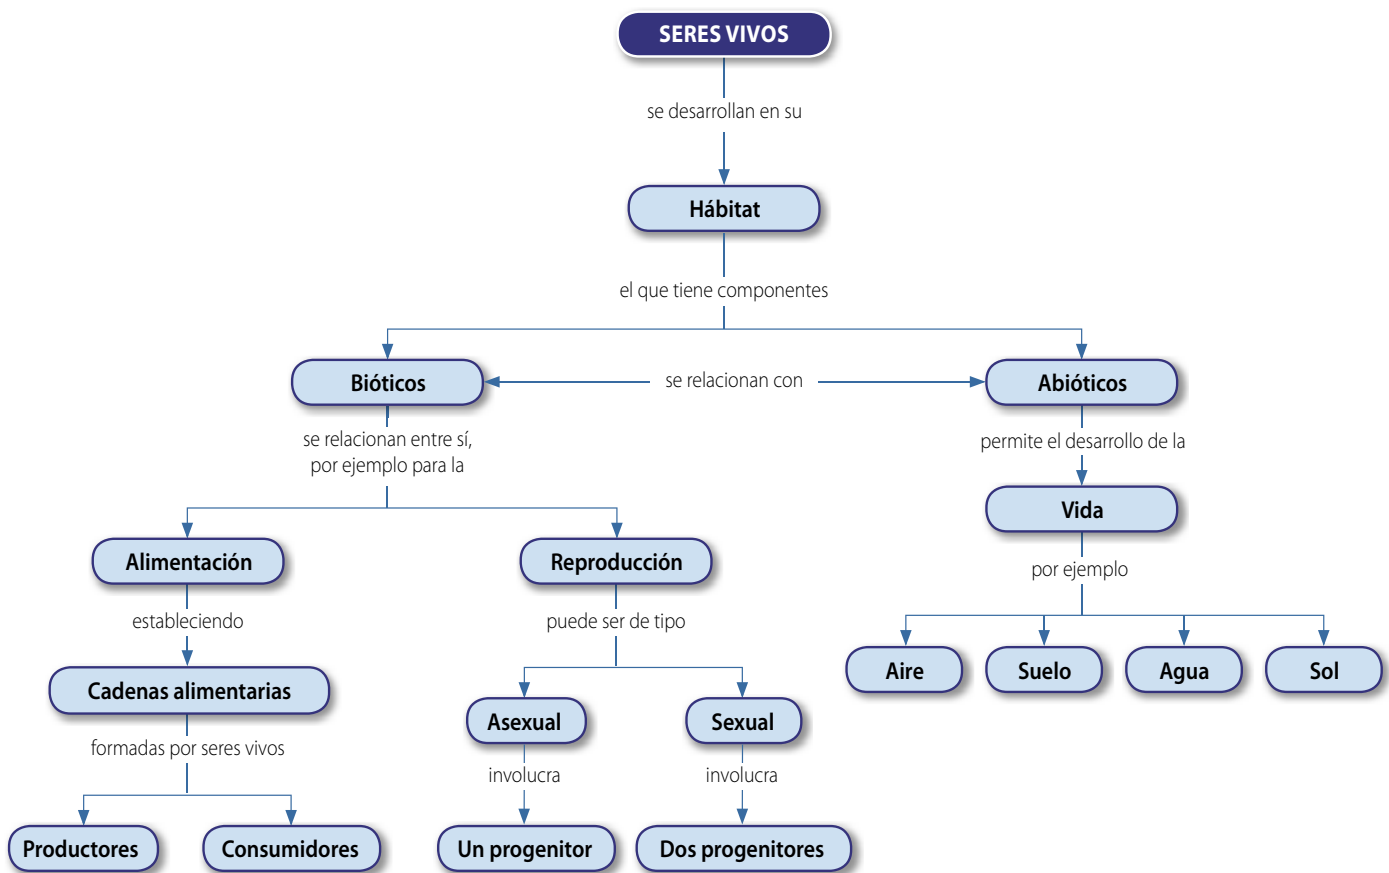 SERES VIVOS
se desarrollan en su
Hábitat
el que tiene componentes
Bióticos
se relacionan con
Abióticos
se relacionan entre sí,
por ejemplo para la
permite el desarrollo de la
Vida
Alimentación
Reproducción
por ejemplo
estableciendo
puede ser de tipo
Aire
Suelo
Agua
Sol
Cadenas alimentarias
Asexual
Sexual
formadas por seres vivos
involucra
involucra
Productores
Consumidores
Un progenitor
Dos progenitores